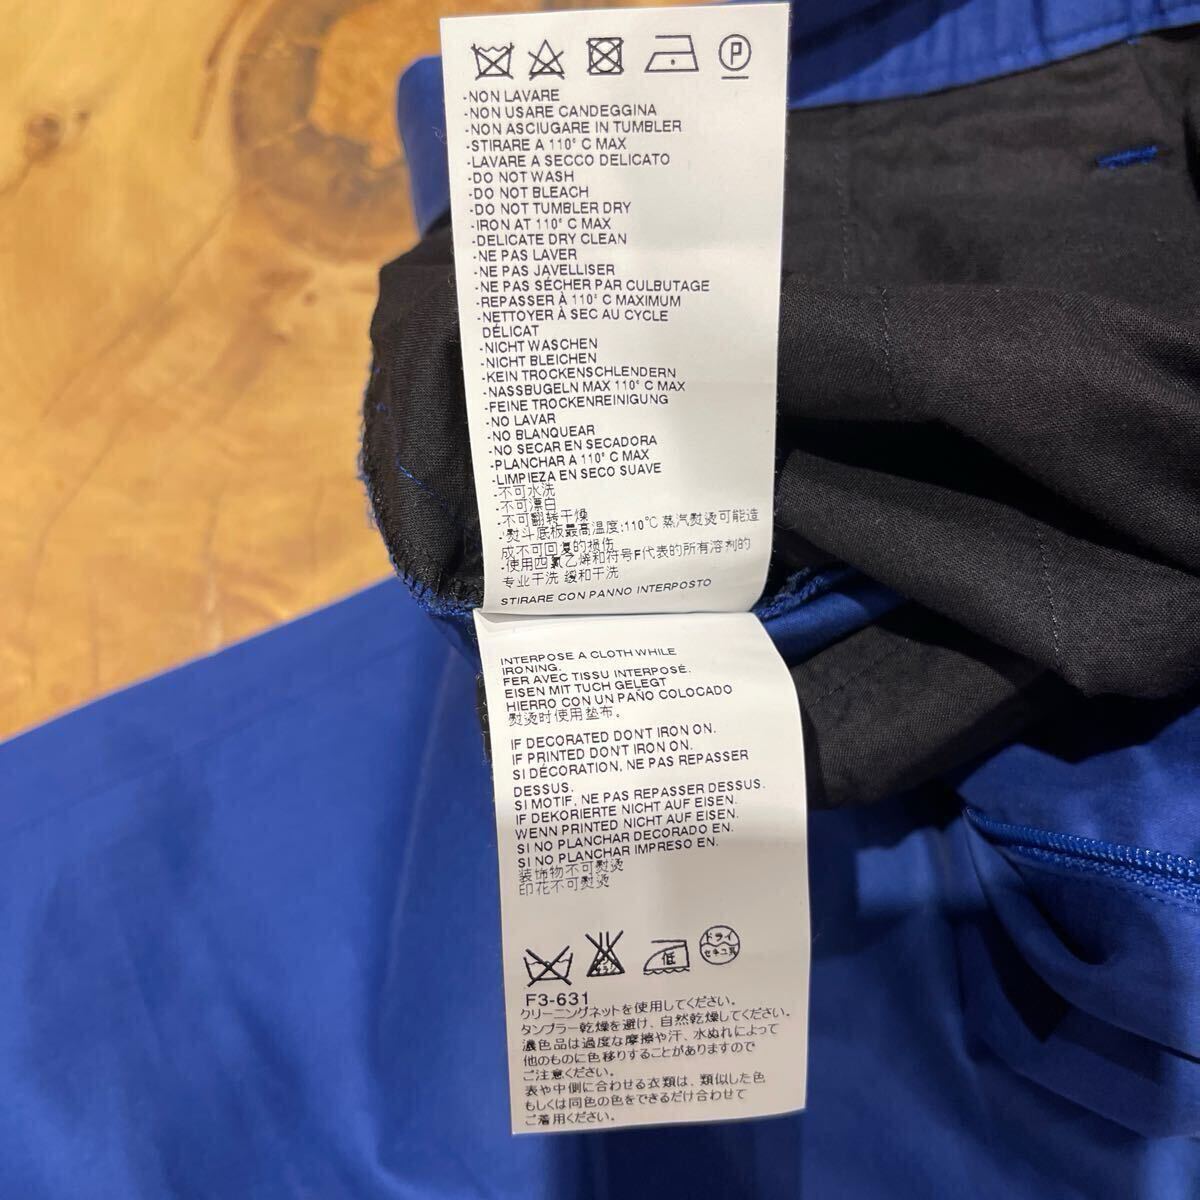 P
-NON LAVARE
-NON USARE CANDEGGINA
-NON ASCIUGARE IN TUMBLER
-STIRARE A 110° C MAX
-LAVARE A SECCO DELICATO
-DO NOT WASH
-DO NOT BLEACH
-DO NOT TUMBLE DRY
-IRON AT 110° C MAX
-DELICATE DRY CLEAN
-NE PAS LAVER
-NE PAS JAVELLISER
-NE PAS SÉCHER PAR CULBUTAGE
-REPASSER À 110° C MAXIMUM
-NETTOYER À SEC AU CYCLE
DÉLICAT
-NICHT WASCHEN
-NICHT BLEICHEN
-KEIN TROCKENSCHLENDERN
-NASSBUGELN MAX 110° C MAX
-FEINE TROCKENREINIGUNG
-NO LAVAR
-NO BLANQUEAR
-NO SECAR EN SECADORA
-PLANCHAR A 110° C MAX
-LIMPIEZA EN SECO SUAVE
-不可水洗
-不可漂白
-不可翻转干燥
-熨斗底板最高温度:110℃ 蒸汽熨烫可能造
成不可回复的损伤
-使用四氯乙烯和符号F代表的所有溶剂的
专业干洗 缓和干洗
STIRARE CON PANNO INTERPOSTO
INTERPOSE A CLOTH WHILE
IRONING.
FER AVEC TISSU INTERPOSÉ.
EISEN MIT TUCH GELEGT
HIERRO CON UN PAÑO COLOCADO
熨烫时使用垫布。
IF DECORATED DON'T IRON ON.
IF PRINTED DON'T IRON ON.
SI DÉCORATION, NE PAS REPASSER
DESSUS.
SI MOTIF, NE PAS REPASSER DESSUS.
IF DEKORIERTE NICHT AUF EISEN.
WENN PRINTED NICHT AUF EISEN.
SI NO PLANCHAR DECORADO EN.
SI NO PLANCHAR IMPRESO EN.
装饰物不可熨烫
印花不可熨烫
低
ドライ
セキユ系
F3-631
クリーニングネットを使用してください。
タンブラー乾燥を避け、自然乾燥してください。
濃色品は過度な摩擦や汗、水ぬれによって
他のものに色移りすることがありますので
ご注意ください。
表や中側に合わせる衣類は、類似した色
もしくは同色の色をできるだけ合わせて
ご着用ください。